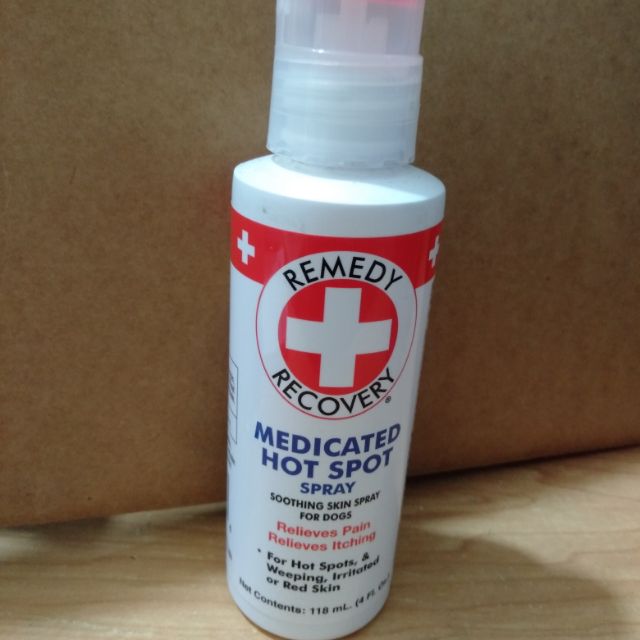 REMEDY
RECOVERY®
MEDICATED
HOT SPOT
SPRAY
SOOTHING SKIN SPRAY
FOR DOGS
Relieves Pain
Relieves Itching
• For Hot Spots, &
Weeping, Irritated
or Red Skin
Net Contents: 118 mL. (4 Fl. Oz